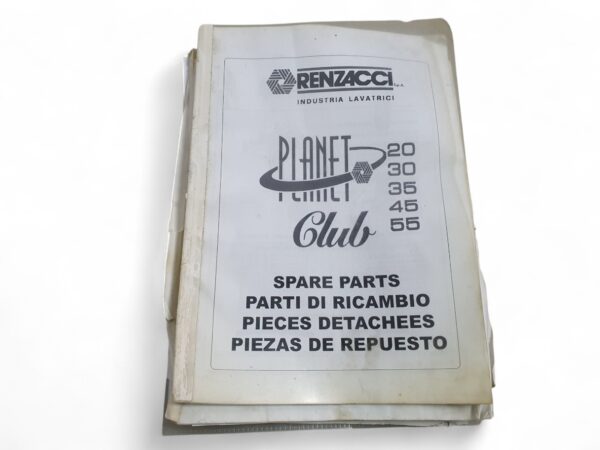 RENZACCI S.p.A.
INDUSTRIA LAVATRICI
PLANET
Club
20
30
35
45
55
SPARE PARTS
PARTI DI RICAMBIO
PIECES DETACHEES
PIEZAS DE REPUESTO